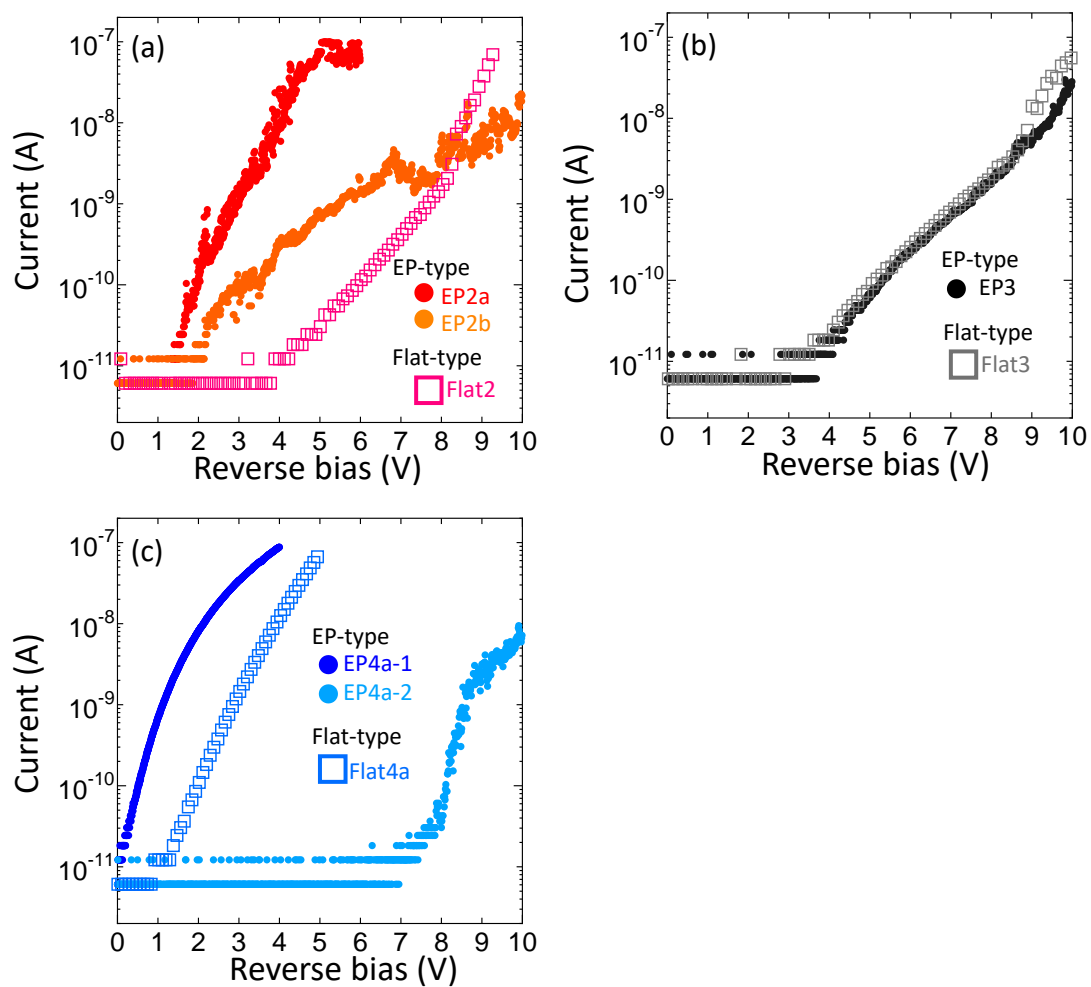 (a)
10⁻⁷
10⁻⁸
10⁻⁹
10⁻¹⁰
10⁻¹¹
Current (A)
EP-type
EP2a
EP2b
Flat-type
Flat2
0 1 2 3 4 5 6 7 8 9 10
Reverse bias (V)
(b)
10⁻⁷
10⁻⁸
10⁻⁹
10⁻¹⁰
10⁻¹¹
Current (A)
EP-type
EP3
Flat-type
Flat3
0 1 2 3 4 5 6 7 8 9 10
Reverse bias (V)
(c)
10⁻⁷
10⁻⁸
10⁻⁹
10⁻¹⁰
10⁻¹¹
Current (A)
EP-type
EP4a-1
EP4a-2
Flat-type
Flat4a
0 1 2 3 4 5 6 7 8 9 10
Reverse bias (V)